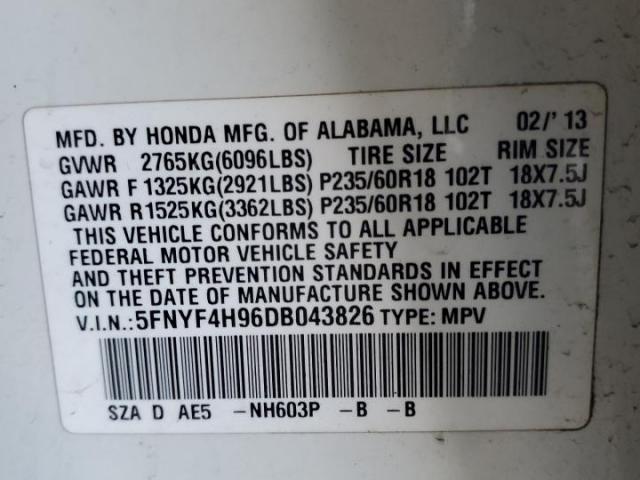 MFD. BY HONDA MFG. OF ALABAMA, LLC 02/' 13
GVWR 2765KG(6096LBS) TIRE SIZE RIM SIZE
GAWR F 1325KG(2921LBS) P235/60R18 102T 18X7.5J
GAWR R1525KG(3362LBS) P235/60R18 102T 18X7.5J
THIS VEHICLE CONFORMS TO ALL APPLICABLE
FEDERAL MOTOR VEHICLE SAFETY
AND THEFT PREVENTION STANDARDS IN EFFECT
ON THE DATE OF MANUFACTURE SHOWN ABOVE.
V.I.N.:5FNYF4H96DB043826 TYPE: MPV
SZA D AE5 -NH603P -B -B